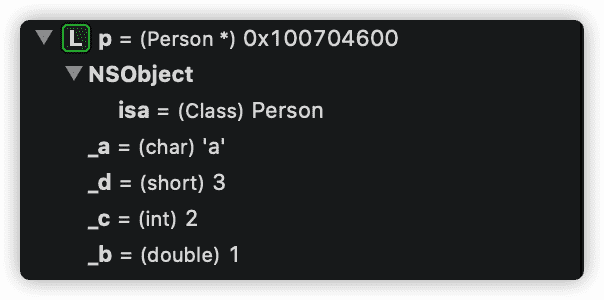 L p = (Person *) 0x100704600
NSObject
isa = (Class) Person
_a = (char) 'a'
_d = (short) 3
_c = (int) 2
_b = (double) 1